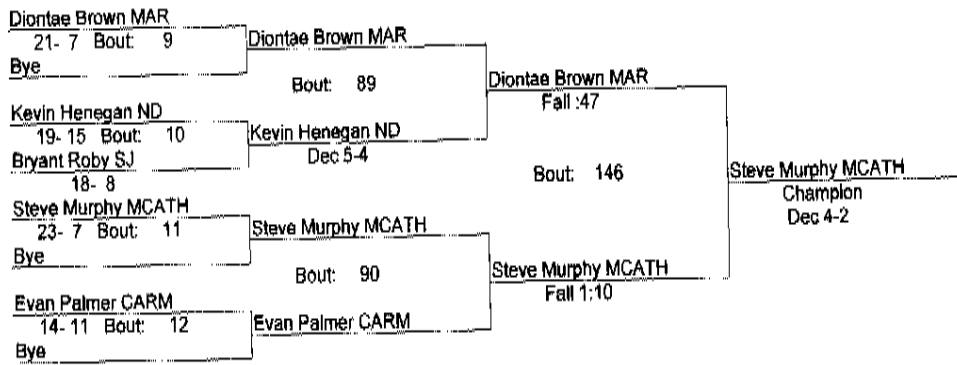 Diontae Brown MAR
21- 7 Bout: 9
Bye
Diontae Brown MAR
Bout: 89
Diontae Brown MAR
Fall :47
Kevin Henegan ND
19- 15 Bout: 10
Bryant Roby SJ
18- 8
Kevin Henegan ND
Dec 5-4
Bout: 146
Steve Murphy MCATH
Champion
Dec 4-2
Steve Murphy MCATH
23- 7 Bout: 11
Bye
Steve Murphy MCATH
Bout: 90
Steve Murphy MCATH
Fall 1:10
Evan Palmer CARM
14- 11 Bout: 12
Bye
Evan Palmer CARM